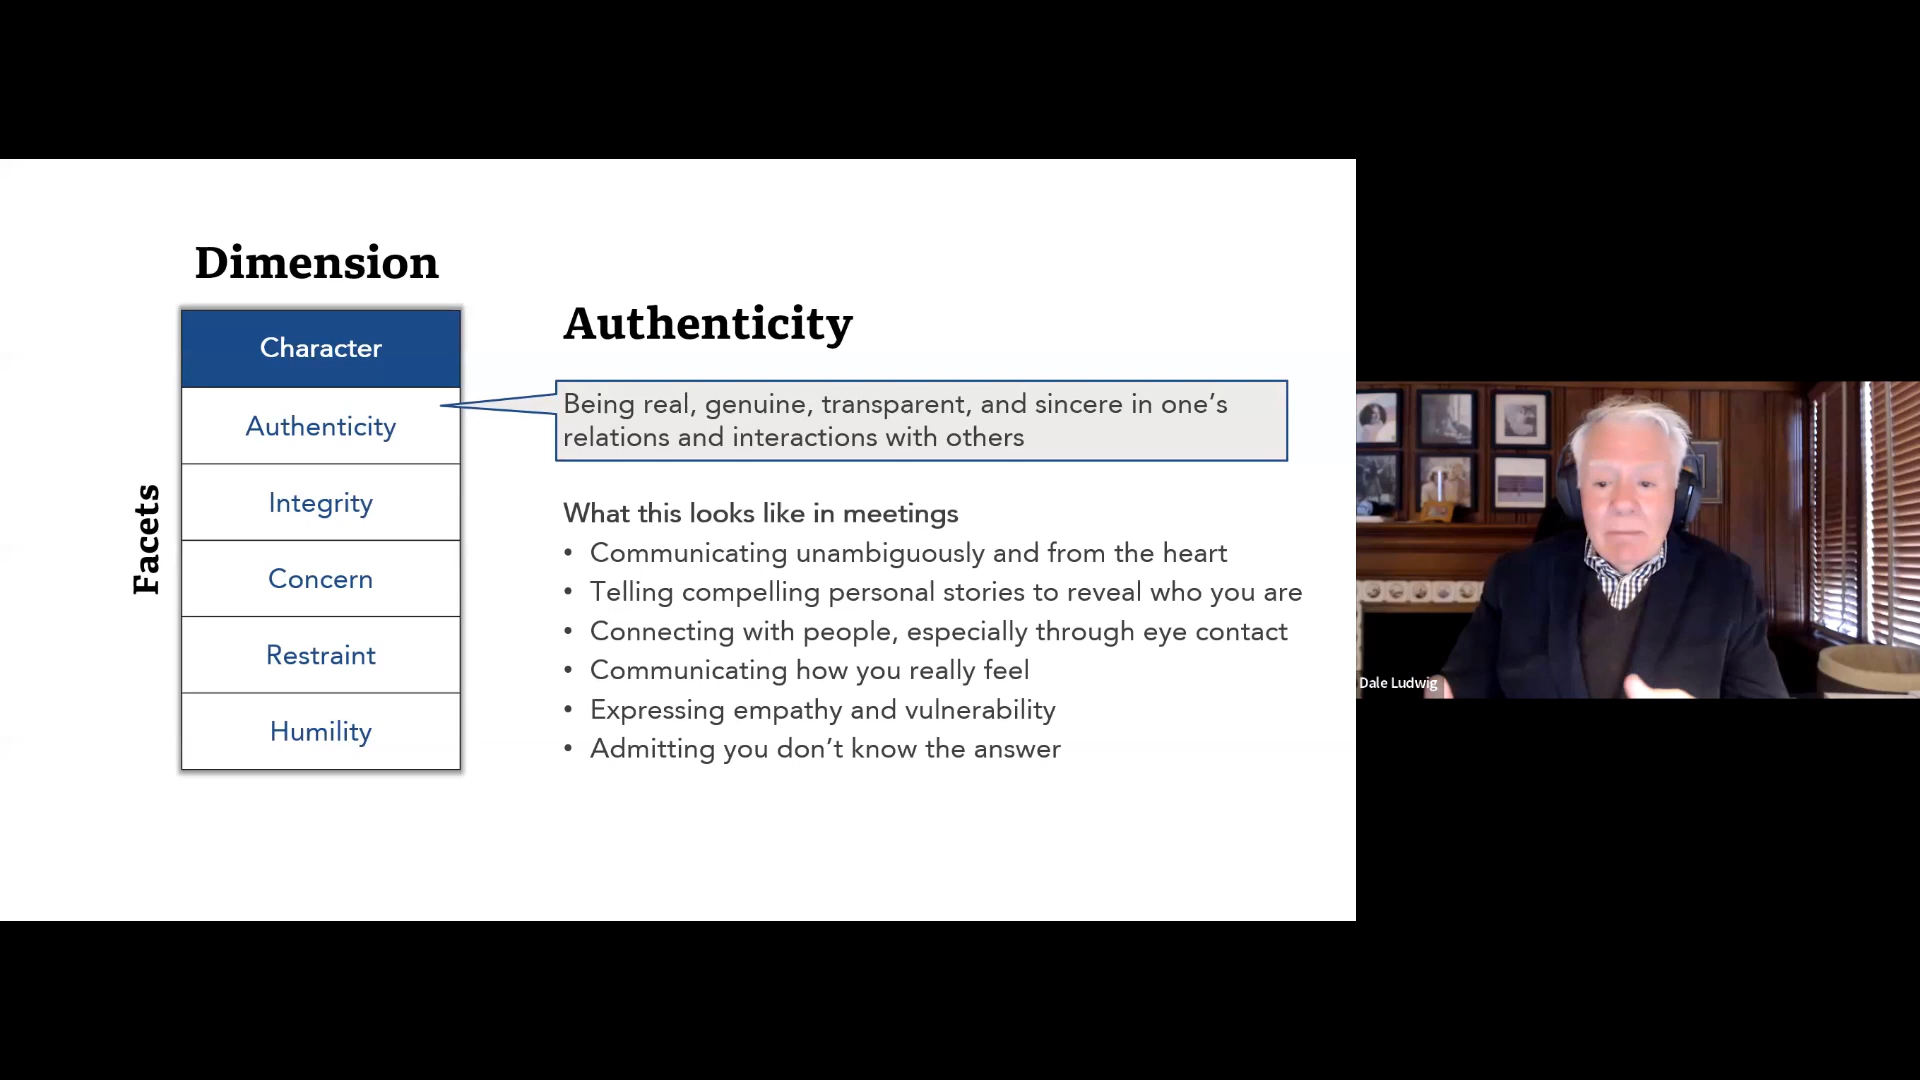 Dimension
Character
Authenticity
Integrity
Concern
Restraint
Humility
Facets
Authenticity
Being real, genuine, transparent, and sincere in one’s
relations and interactions with others
What this looks like in meetings
• Communicating unambiguously and from the heart
• Telling compelling personal stories to reveal who you are
• Connecting with people, especially through eye contact
• Communicating how you really feel
• Expressing empathy and vulnerability
• Admitting you don’t know the answer
Dale Ludwig